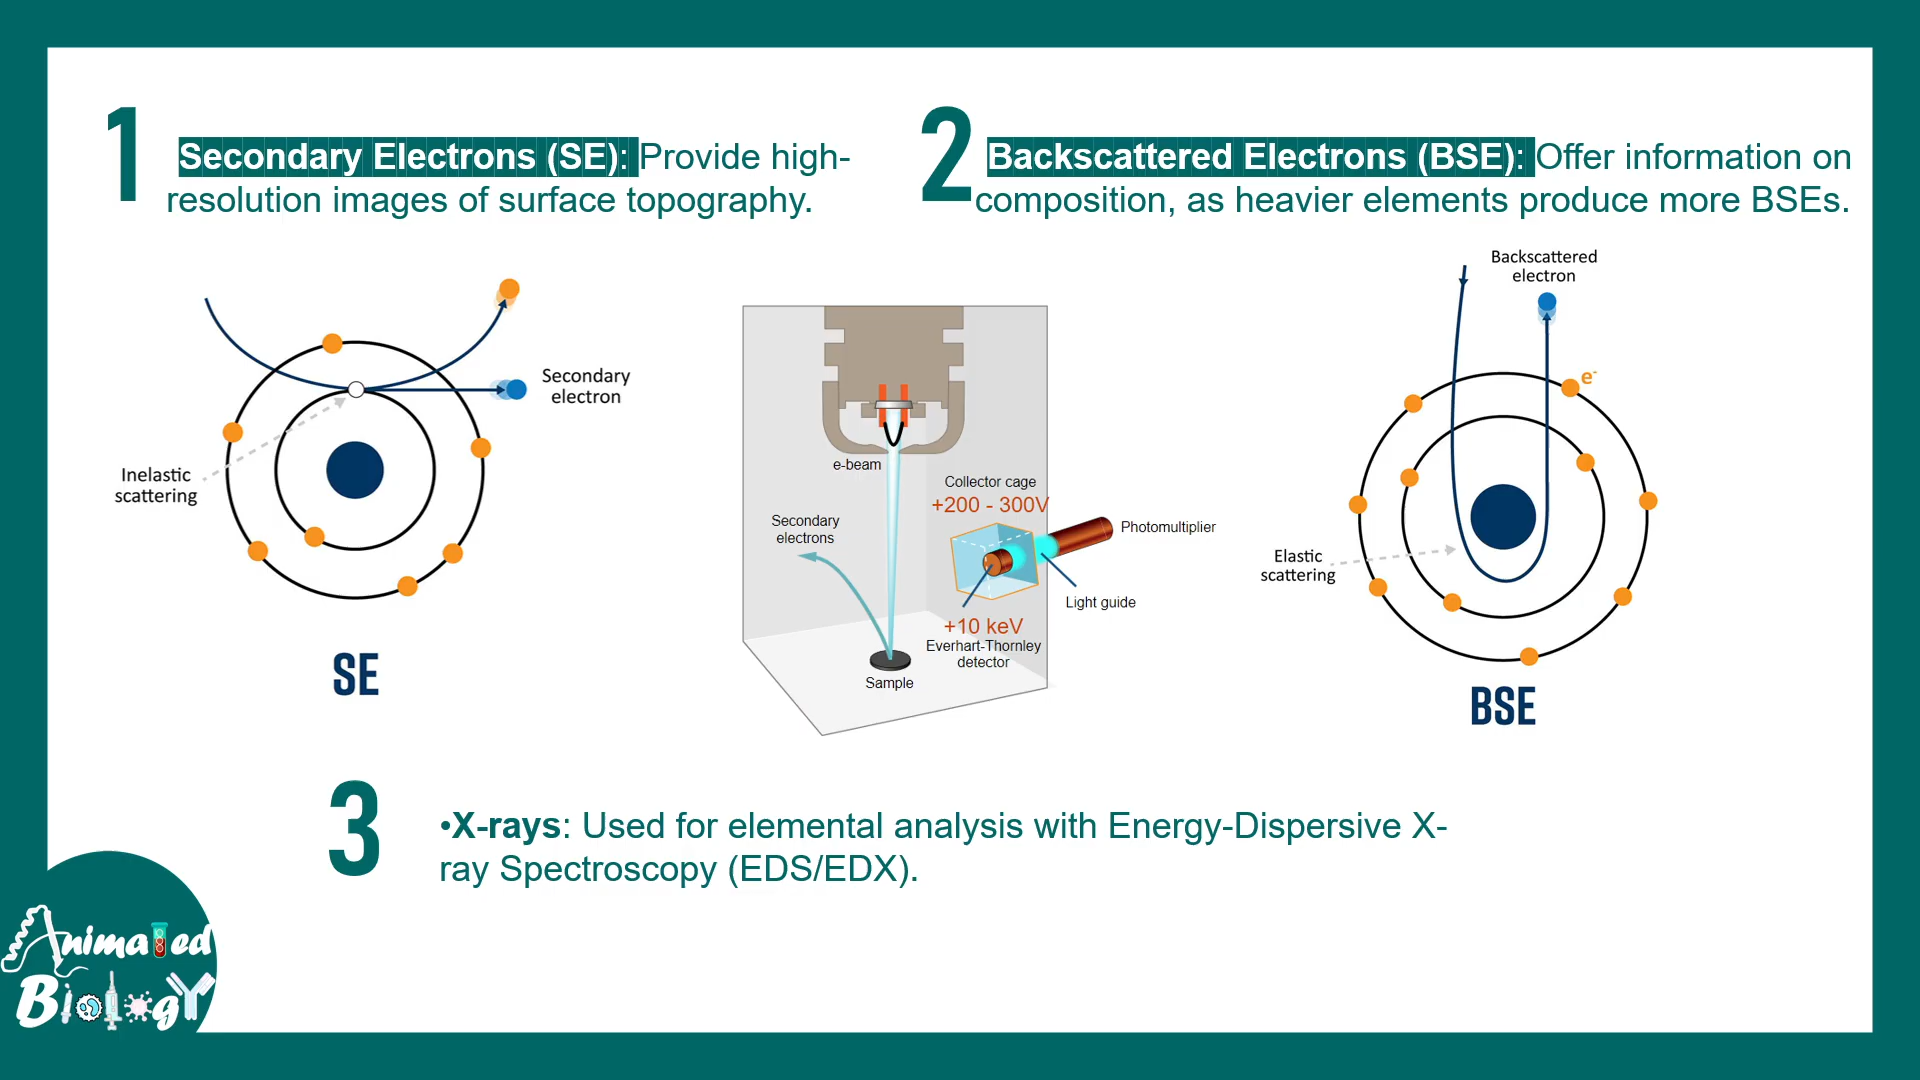 1
Secondary Electrons (SE): Provide high-
resolution images of surface topography.
2
Backscattered Electrons (BSE): Offer information on
composition, as heavier elements produce more BSEs.
Secondary
electron
Inelastic
scattering
SE
e-beam
Collector cage
+200 - 300V
Secondary
electrons
Photomultiplier
Light guide
+10 keV
Everhart-Thornley
detector
Sample
Backscattered
electron
e-
Elastic
scattering
BSE
3
•X-rays: Used for elemental analysis with Energy-Dispersive X-
ray Spectroscopy (EDS/EDX).
Animated
Biology